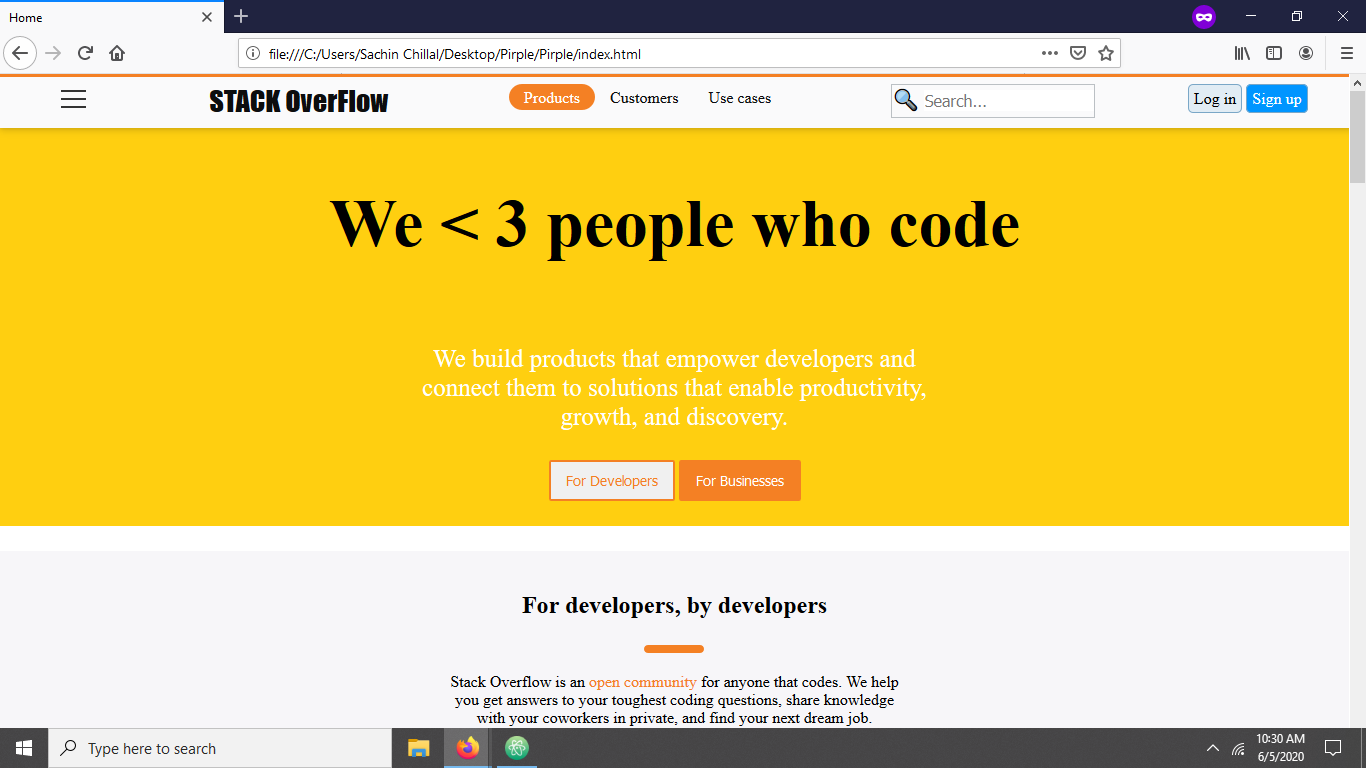 Home
file:///C:/Users/Sachin Chillal/Desktop/Pirple/Pirple/index.html
STACK OverFlow
Products Customers Use cases
Search...
Log in Sign up
We < 3 people who code
We build products that empower developers and
connect them to solutions that enable productivity,
growth, and discovery.
For Developers For Businesses
For developers, by developers
Stack Overflow is an open community for anyone that codes. We help
you get answers to your toughest coding questions, share knowledge
with your coworkers in private, and find your next dream job.
Type here to search
10:30 AM
6/5/2020